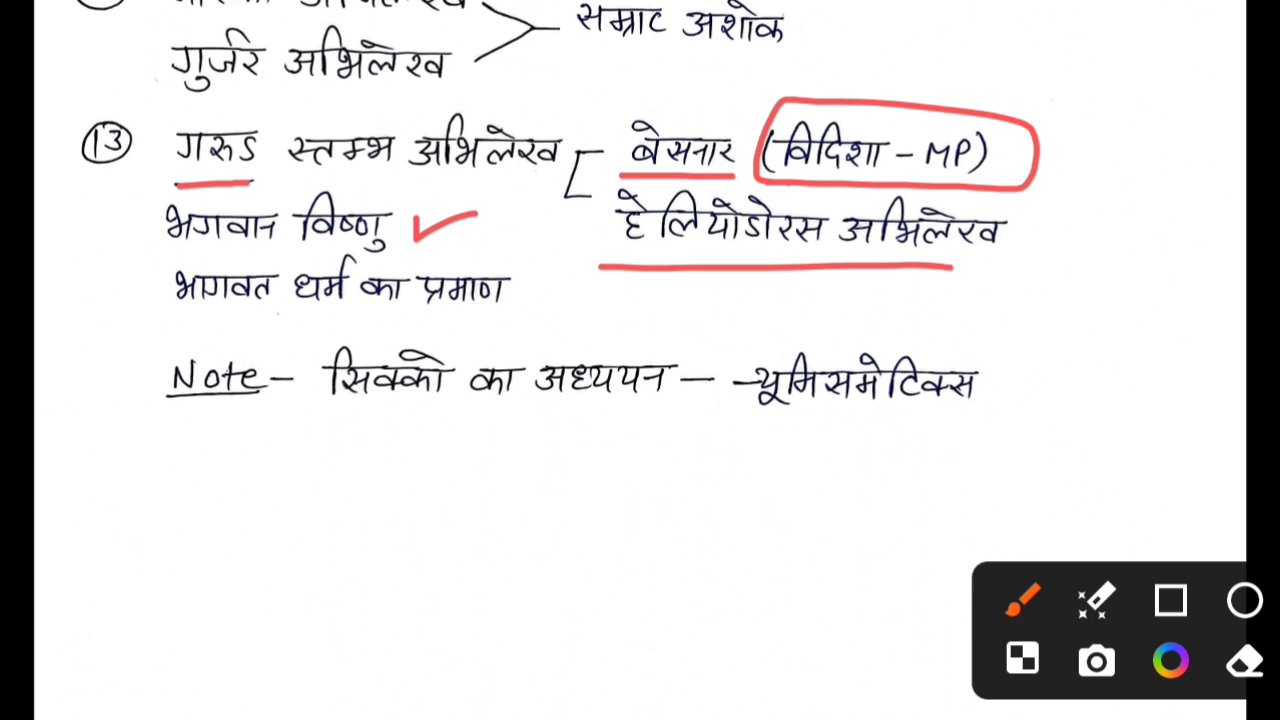 सम्राट अशोक
गुर्जर अभिलेख
13 गरुड स्तम्भ अभिलेख [ बेसनार (विदिशा - MP)
भगवान विष्णु हेलियोडोरस अभिलेख
भागवत धर्म का प्रमाण
Note - सिक्को का अध्ययन - न्यूमिसमेटिक्स